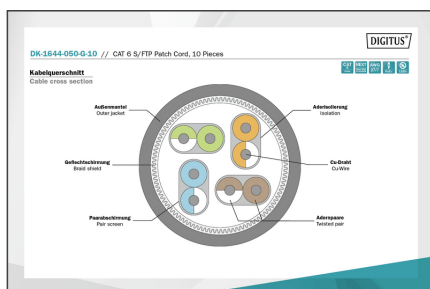 DIGITUS®
DK-1644-050-G-10 // CAT 6 S/FTP Patch Cord, 10 Pieces
Kabelquerschnitt
Cable cross section
Außenmantel
Outer jacket
Aderisolierung
Isolation
Geflechtschirmung
Braid shield
Cu-Draht
Cu Wire
Paarabschirmung
Pair screen
Adernpaare
Twisted pair